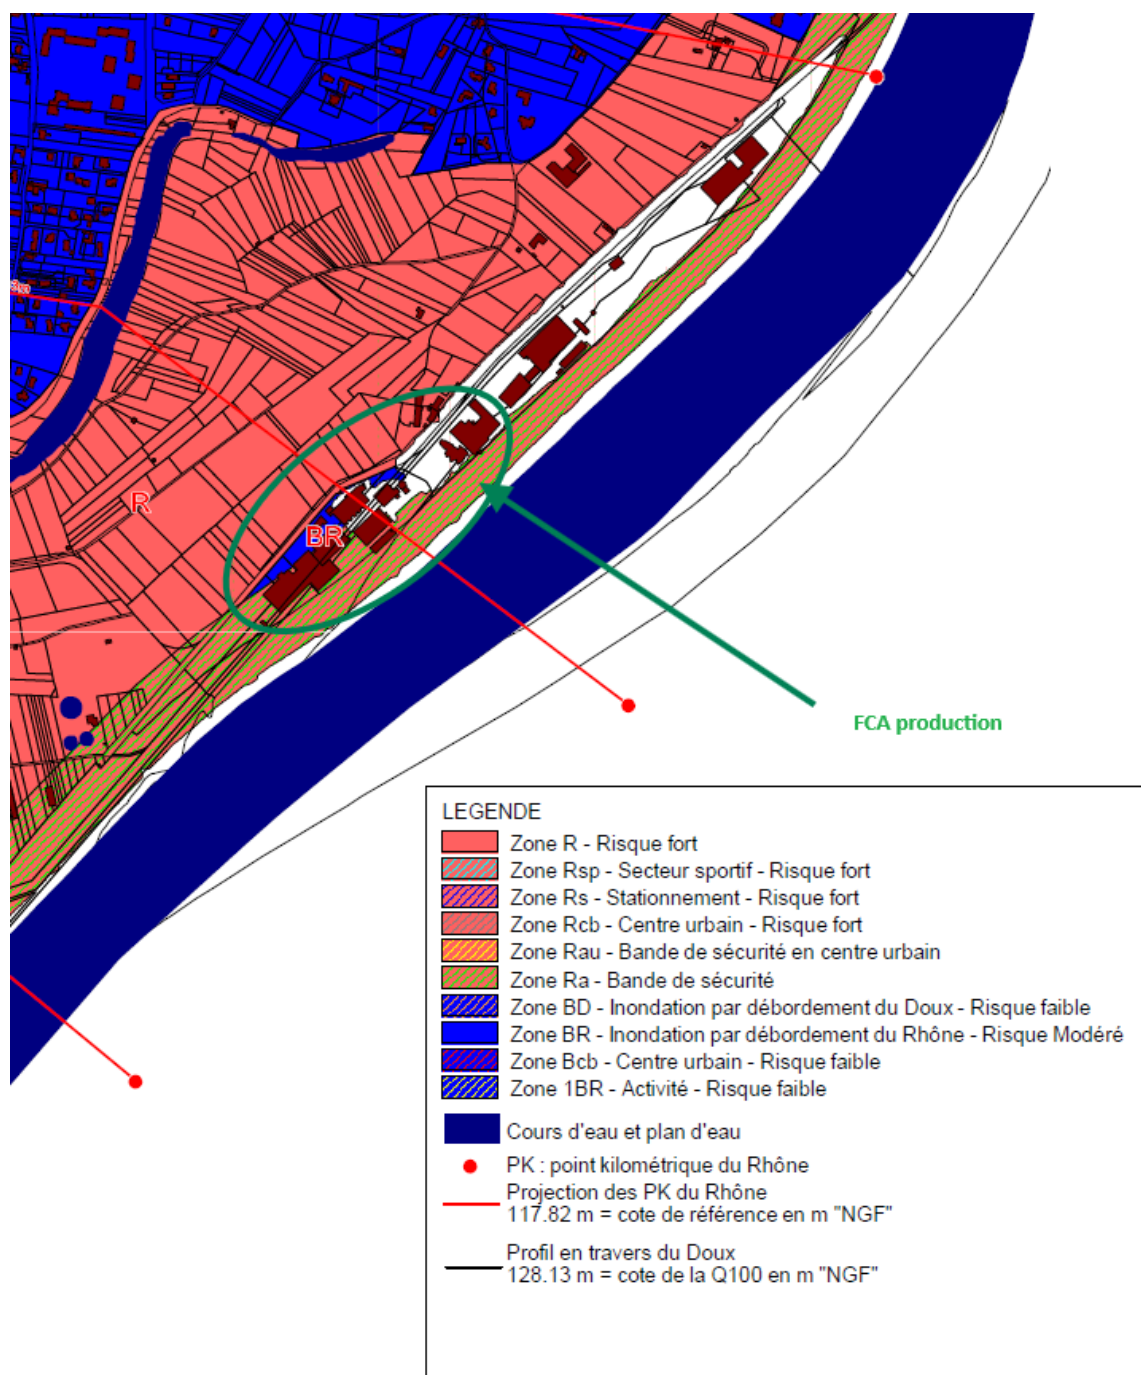 R
BR
FCA production
LEGENDE
Zone R - Risque fort
Zone Rsp - Secteur sportif - Risque fort
Zone Rs - Stationnement - Risque fort
Zone Rcb - Centre urbain - Risque fort
Zone Rau - Bande de sécurité en centre urbain
Zone Ra - Bande de sécurité
Zone BD - Inondation par débordement du Doux - Risque faible
Zone BR - Inondation par débordement du Rhône - Risque Modéré
Zone Bcb - Centre urbain - Risque faible
Zone 1BR - Activité - Risque faible
Cours d'eau et plan d'eau
PK : point kilométrique du Rhône
Projection des PK du Rhône
117.82 m = cote de référence en m "NGF"
Profil en travers du Doux
128.13 m = cote de la Q100 en m "NGF"